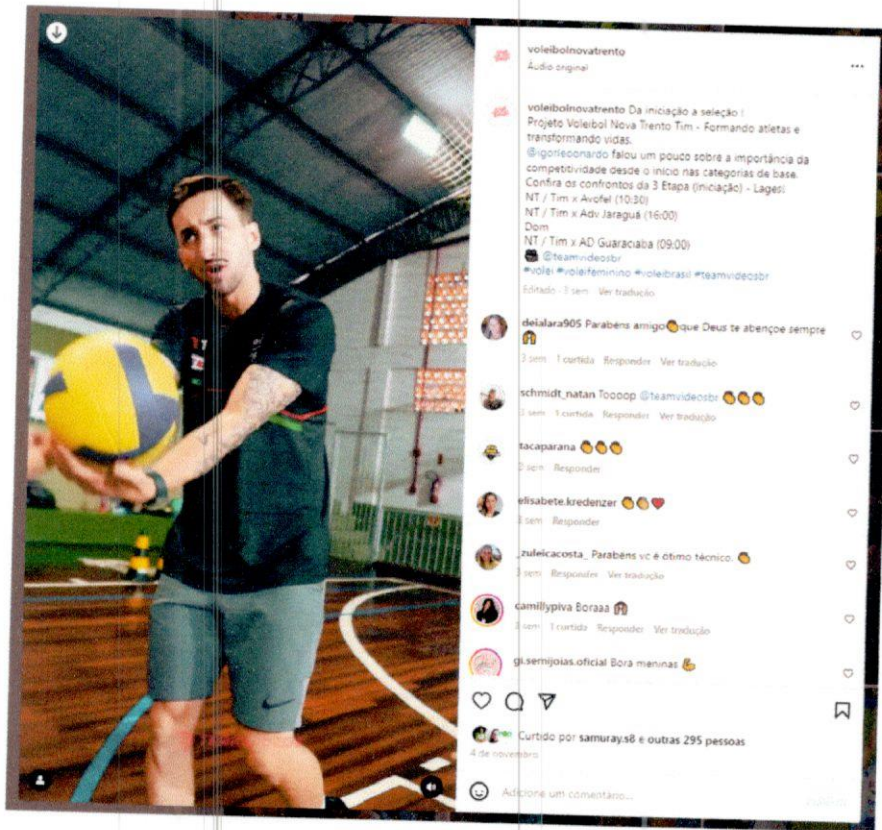 voleibolnovatrento
Áudio original
voleibolnovatrento Da iniciação a seleção !
Projeto Voleibol Nova Trento Tim - Formando atletas e
transformando vidas.
@igorleoonardo falou um pouco sobre a importância da
competitividade desde o início nas categorias de base.
Confira os confrontos da 3 Etapa (iniciação) - Lages!
NT / Tim x Avofel (10:30)
NT / Tim x Adv Jaraguá (16:00)
Dom
NT / Tim x AD Guaraciaba (09:00)
@teamvideosbr
#volei #voleifeminino #voleibrasil #teamvideosbr
Editado · 3 sem Ver tradução
deialara905 Parabéns amigo👏que Deus te abençoe sempre
🙌
3 sem 1 curtida Responder Ver tradução
schmidt_natan Toooop @teamvideosbr 👏👏👏
3 sem 1 curtida Responder Ver tradução
tacaparana 👏👏👏
2 sem Responder
elisabete.kredenzer 👏👏❤️
3 sem Responder
_zuleicacosta_ Parabéns vc é ótimo técnico. 👏
3 sem Responder Ver tradução
camillypiva Boraaa 🙌
3 sem 1 curtida Responder Ver tradução
gi.semijoias.oficial Bora meninas 💪
Curtido por samuray.s8 e outras 295 pessoas
4 de novembro
Adicione um comentário...